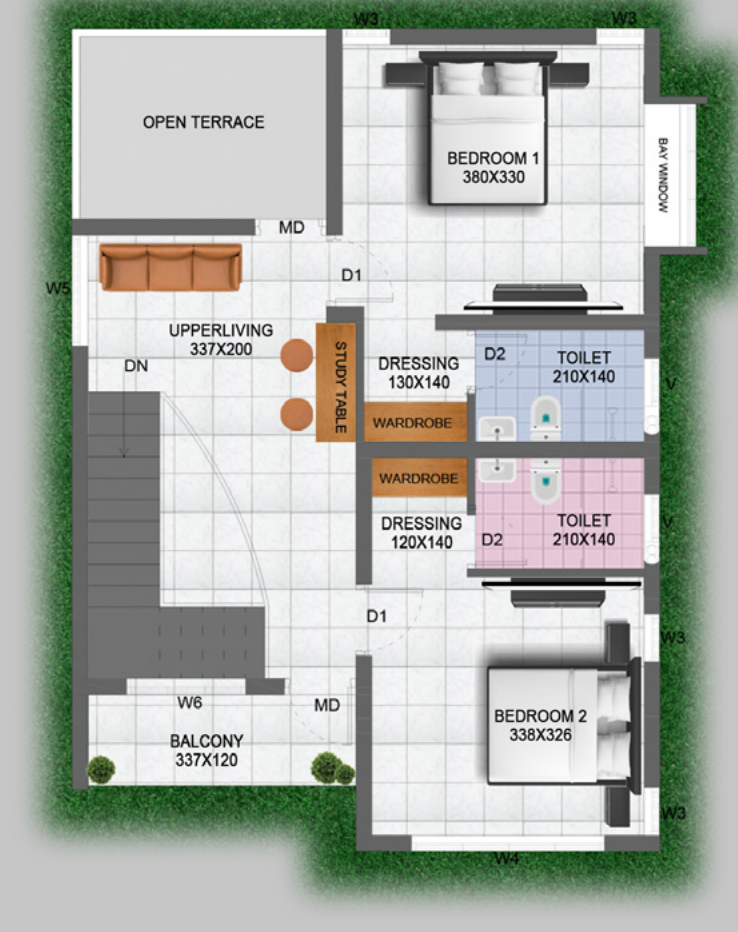 W3
W3
OPEN TERRACE
BEDROOM 1
380X330
BAY WINDOW
MD
D1
W5
UPPERLIVING
337X200
STUDY TABLE
DN
DRESSING
130X140
D2
TOILET
210X140
V
WARDROBE
WARDROBE
DRESSING
120X140
D2
TOILET
210X140
V
D1
W3
W6
MD
BEDROOM 2
338X326
BALCONY
337X120
W3
W4